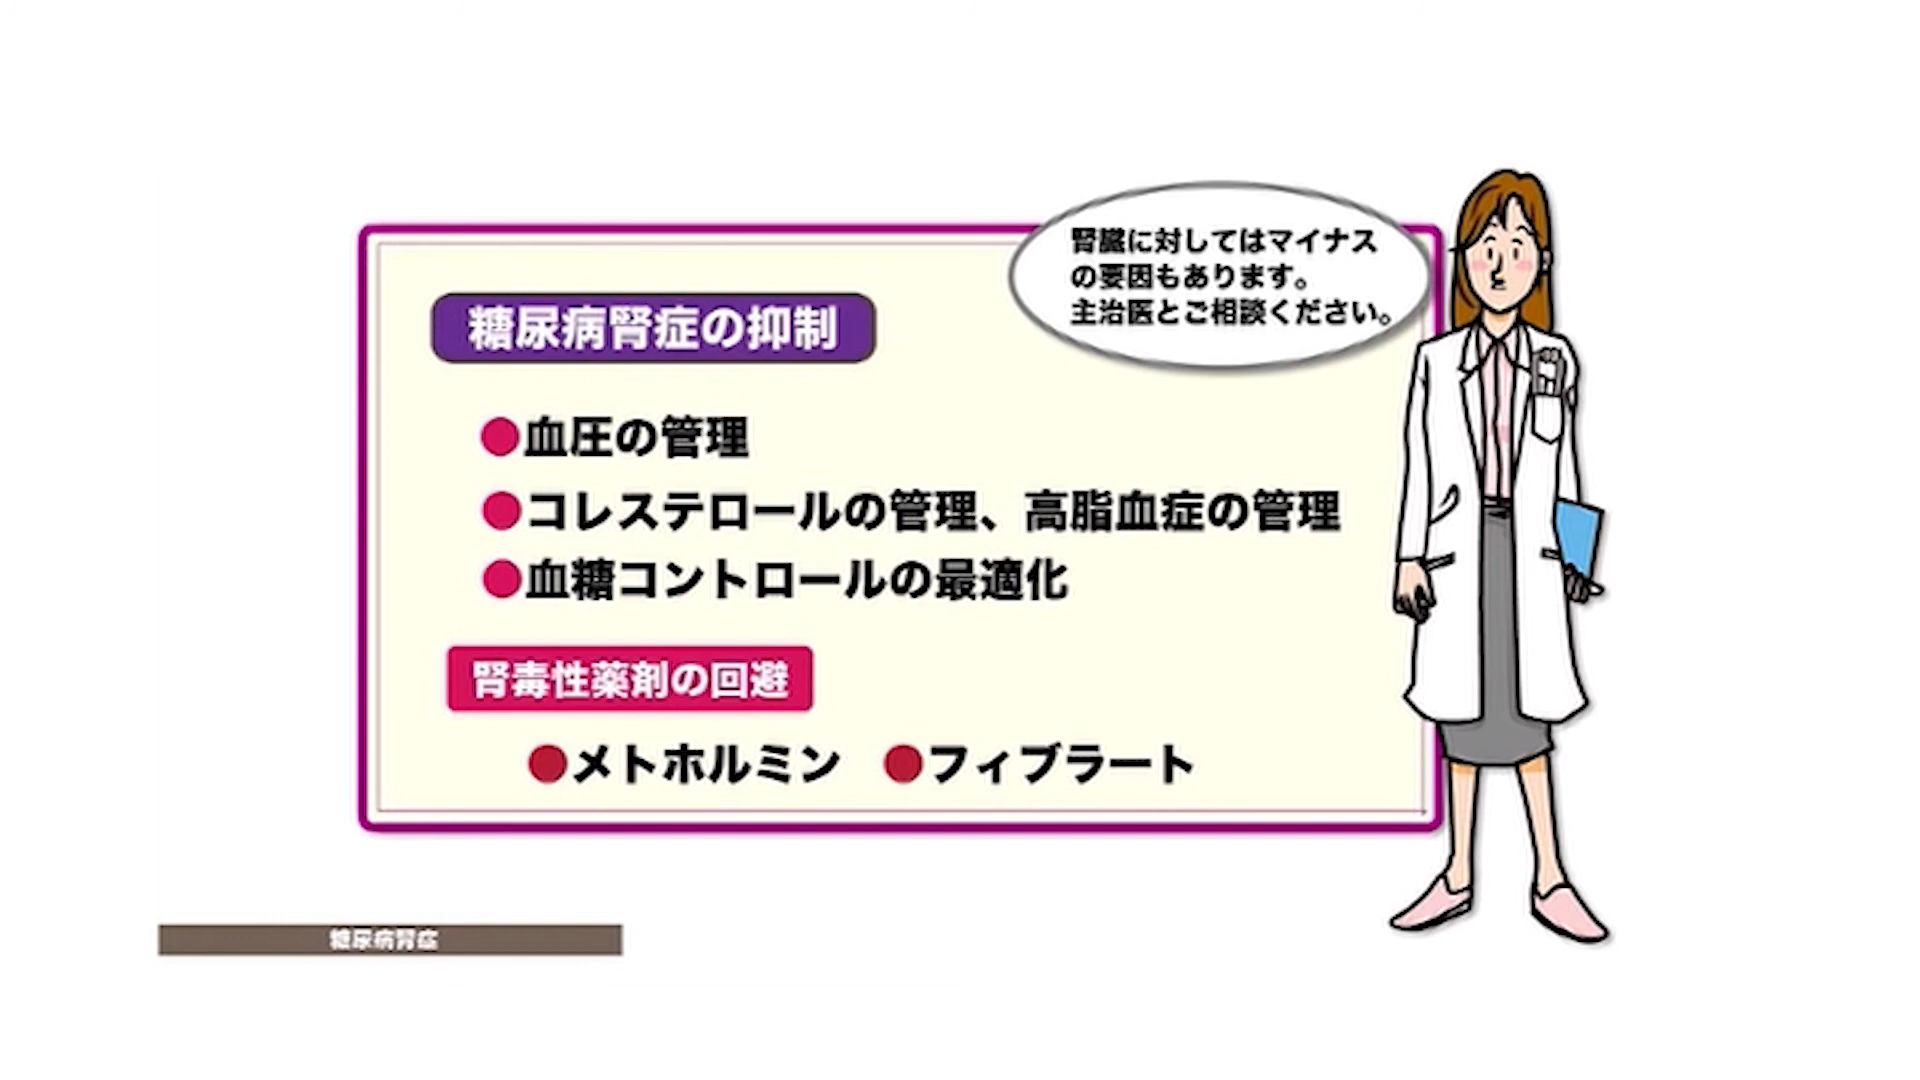 腎臓に対してはマイナス
の要因もあります。
主治医とご相談ください。
糖尿病腎症の抑制
●血圧の管理
●コレステロールの管理、高脂血症の管理
●血糖コントロールの最適化
腎毒性薬剤の回避
●メトホルミン ●フィブラート
糖尿病腎症